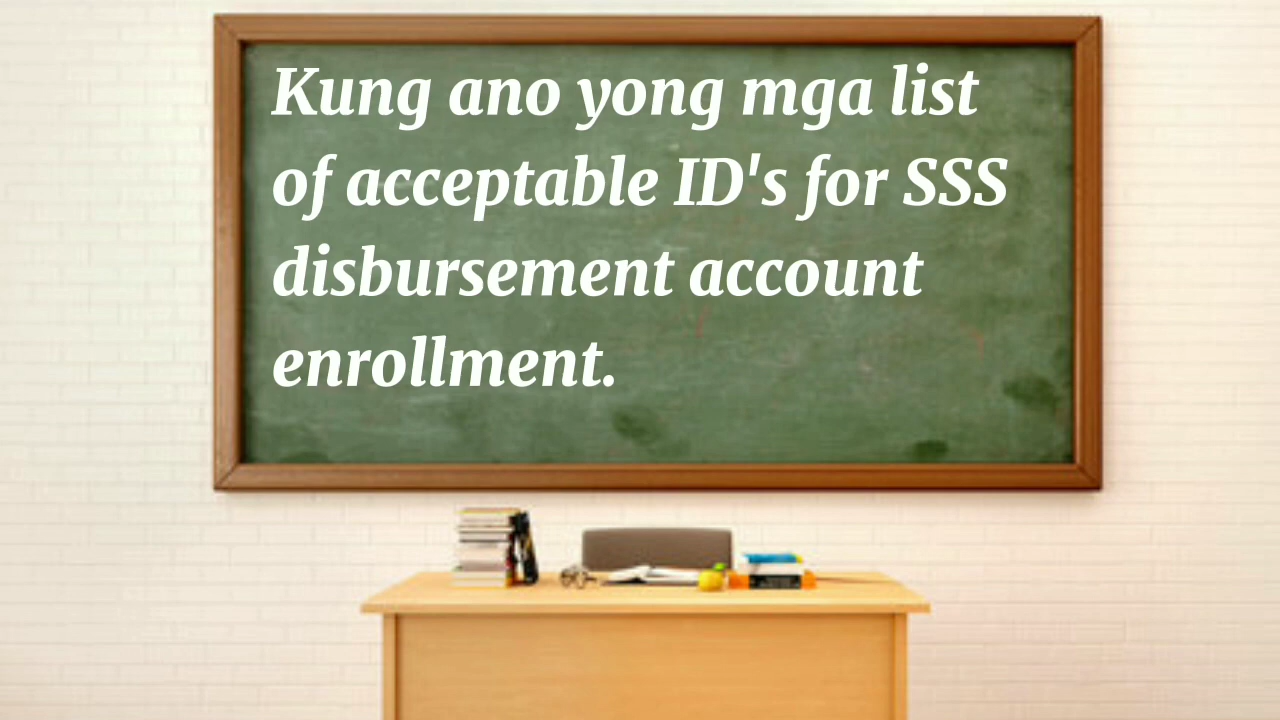 Kung ano yong mga list
of acceptable ID's for SSS
disbursement account
enrollment.